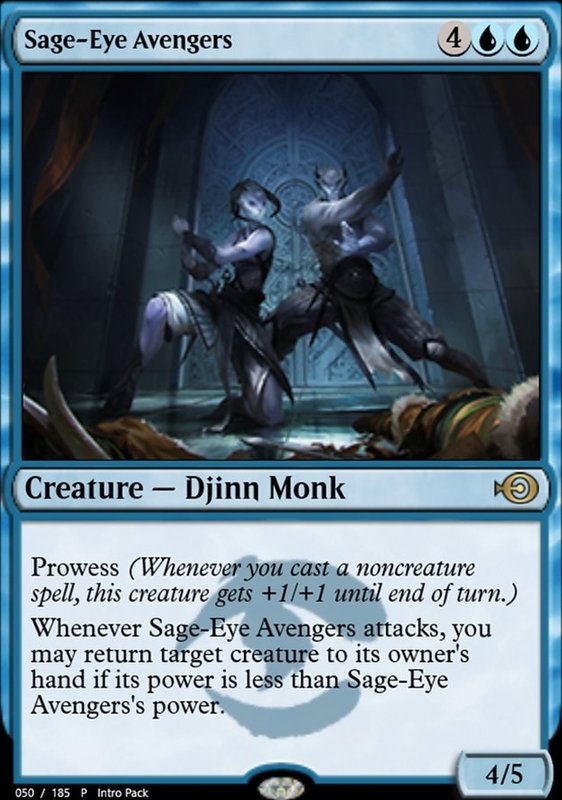 Sage-Eye Avengers 4
Creature — Djinn Monk
Prowess (Whenever you cast a noncreature
spell, this creature gets +1/+1 until end of turn.)
Whenever Sage-Eye Avengers attacks, you
may return target creature to its owner's
hand if its power is less than Sage-Eye
Avengers's power.
4/5
050 / 185 P Intro Pack